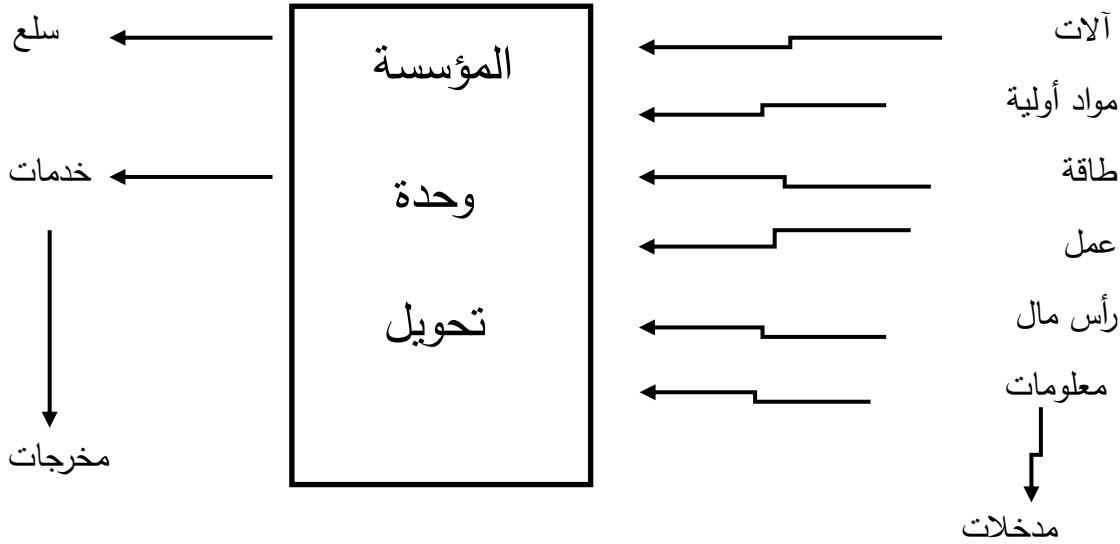 آلات
مواد أولية
طاقة
عمل
رأس مال
معلومات
مدخلات
المؤسسة
وحدة
تحويل
سلع
خدمات
مخرجات